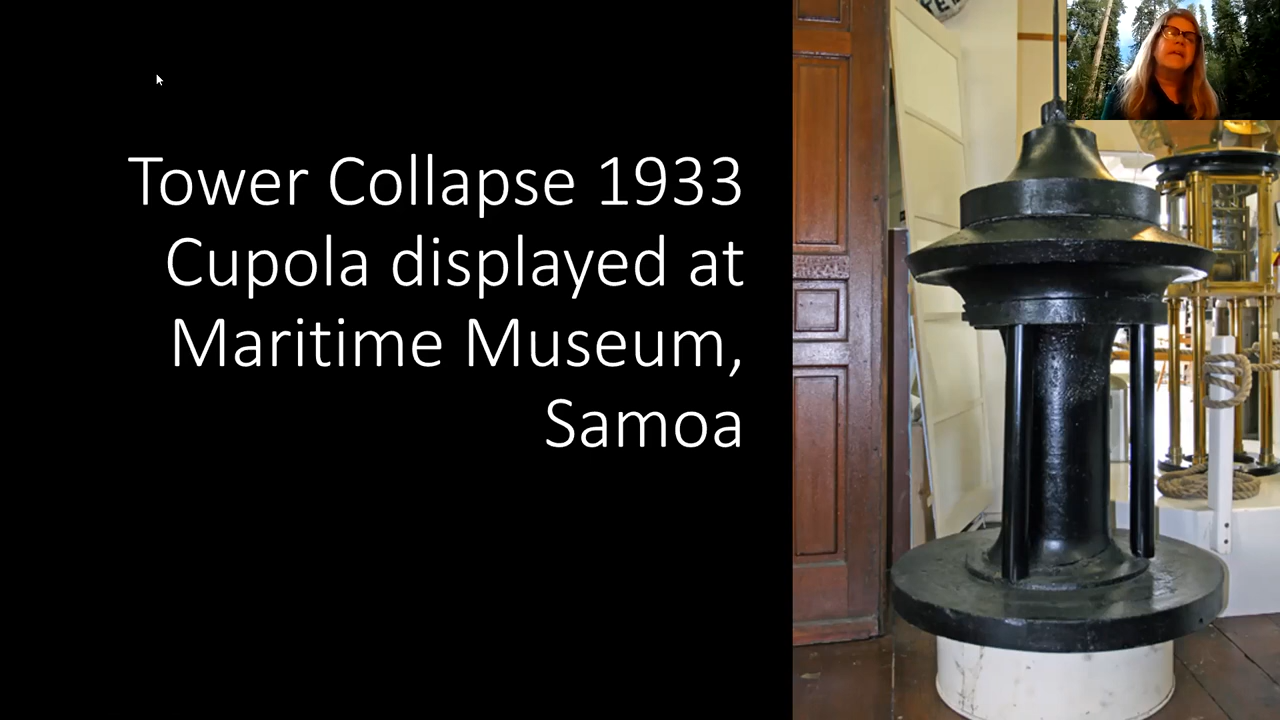 Tower Collapse 1933
Cupola displayed at
Maritime Museum,
Samoa